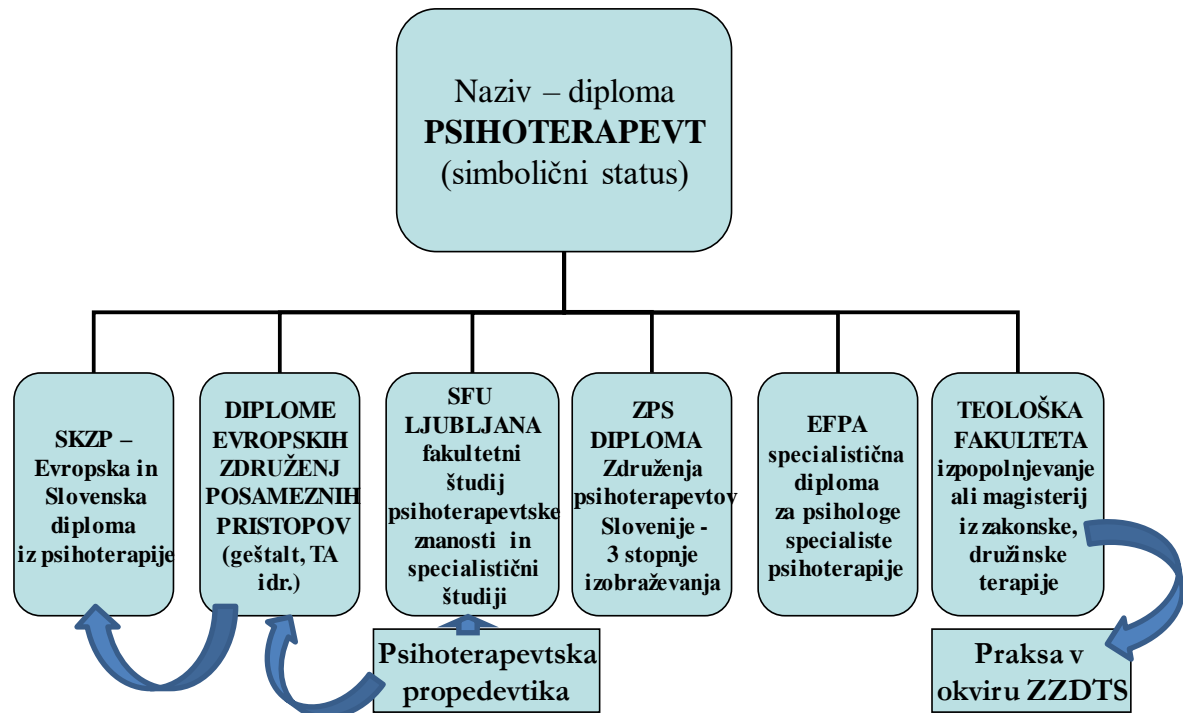 Naziv – diploma
PSIHOTERAPEVT
(simbolični status)
SKZP –
Evropska in
Slovenska
diploma
iz psihoterapije
DIPLOME
EVROPSKIH
ZDRUŽENJ
POSAMEZNIH
PRISTOPOV
(geštalt, TA
idr.)
SFU
LJUBLJANA
fakultetni
študij
psihoterapevtske
znanosti in
specialistični
študiji
ZPS
DIPLOMA
Združenja
psihoterapevtov
Slovenije -
3 stopnje
izobraževanja
EFPA
specialistična
diploma
za psihologe
specialiste
psihoterapije
TEOLOŠKA
FAKULTETA
izpopolnjevanje
ali magisterij
iz zakonske,
družinske
terapije
Psihoterapevtska
propedevtika
Praksa v
okviru ZZDTS